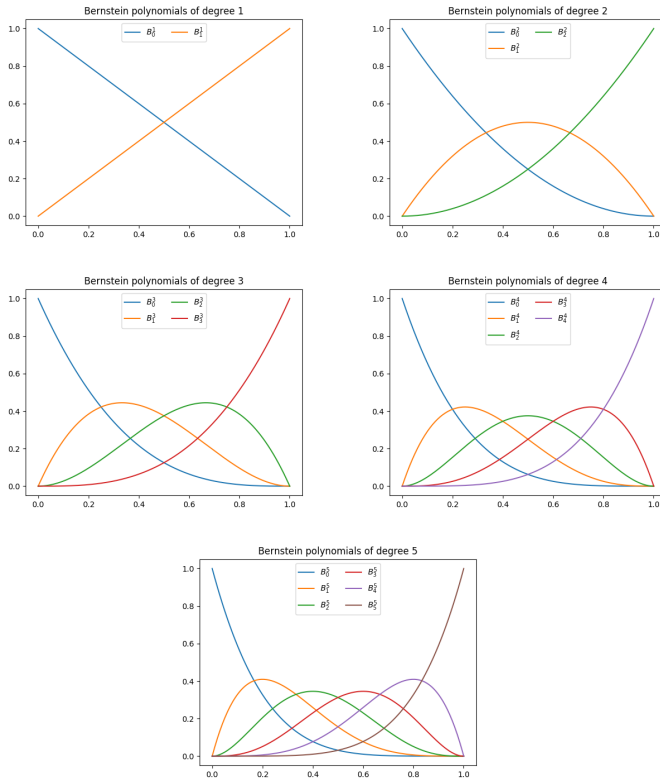 Bernstein polynomials of degree 1
B_0^1 B_1^1
1.0
0.8
0.6
0.4
0.2
0.0
0.0 0.2 0.4 0.6 0.8 1.0
Bernstein polynomials of degree 2
B_0^2 B_2^2
B_1^2
1.0
0.8
0.6
0.4
0.2
0.0
0.0 0.2 0.4 0.6 0.8 1.0
Bernstein polynomials of degree 3
B_0^3 B_2^3
B_1^3 B_3^3
1.0
0.8
0.6
0.4
0.2
0.0
0.0 0.2 0.4 0.6 0.8 1.0
Bernstein polynomials of degree 4
B_0^4 B_3^4
B_1^4 B_4^4
B_2^4
1.0
0.8
0.6
0.4
0.2
0.0
0.0 0.2 0.4 0.6 0.8 1.0
Bernstein polynomials of degree 5
B_0^5 B_3^5
B_1^5 B_4^5
B_2^5 B_5^5
1.0
0.8
0.6
0.4
0.2
0.0
0.0 0.2 0.4 0.6 0.8 1.0